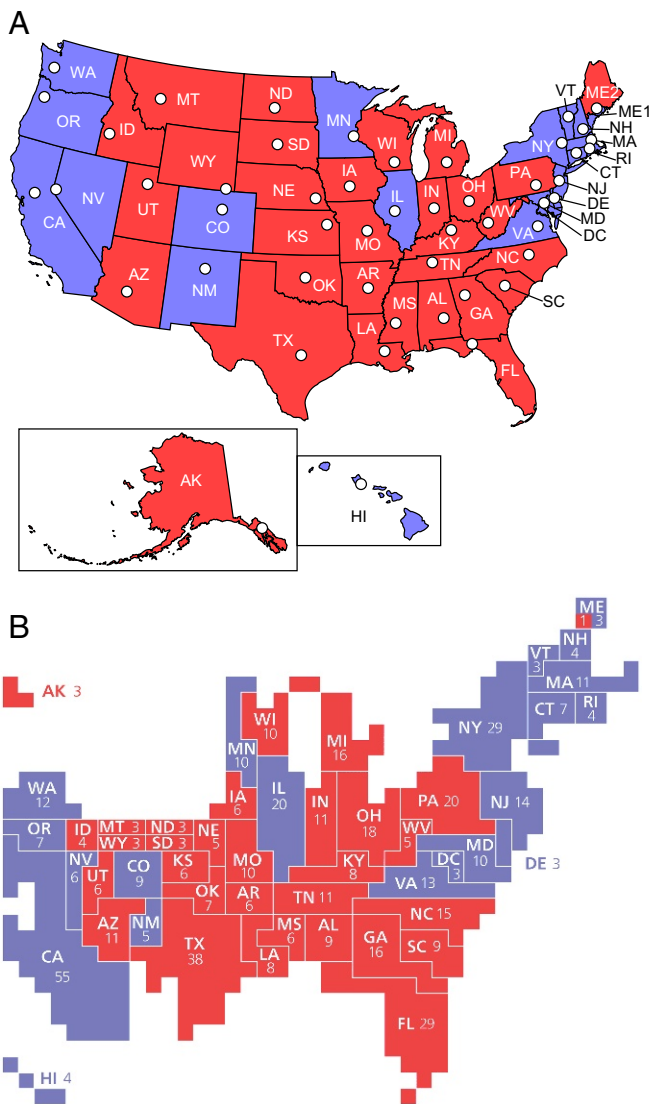 A
WA
MT
ND
MN
VT
ME2
ME1
OR
ID
SD
WI
MI
NY
NH
MA
RI
WY
IA
PA
CT
NE
IL
IN
OH
NJ
NV
UT
CO
DE
CA
KS
MO
WV
VA
MD
KY
DC
AZ
NM
OK
AR
TN
NC
SC
MS
AL
GA
TX
LA
FL
AK
HI
B
ME
1 3
NH
4
VT
3
AK 3
MA 11
WI
10
NY 29
CT 7
RI
4
MN
10
MI
16
WA
12
IL
20
IA
6
IN
11
OH
18
PA 20
NJ 14
OR
7
ID
4
MT 3
ND 3
WY 3
SD 3
NE
5
WV
5
MD
10
NV
6
UT
6
CO
9
KS
6
MO
10
KY
8
DC
3
DE 3
VA 13
OK
7
AR
6
TN 11
AZ
11
NM
5
NC 15
MS
6
AL
9
GA
16
SC 9
TX
38
LA
8
CA
55
FL 29
HI 4